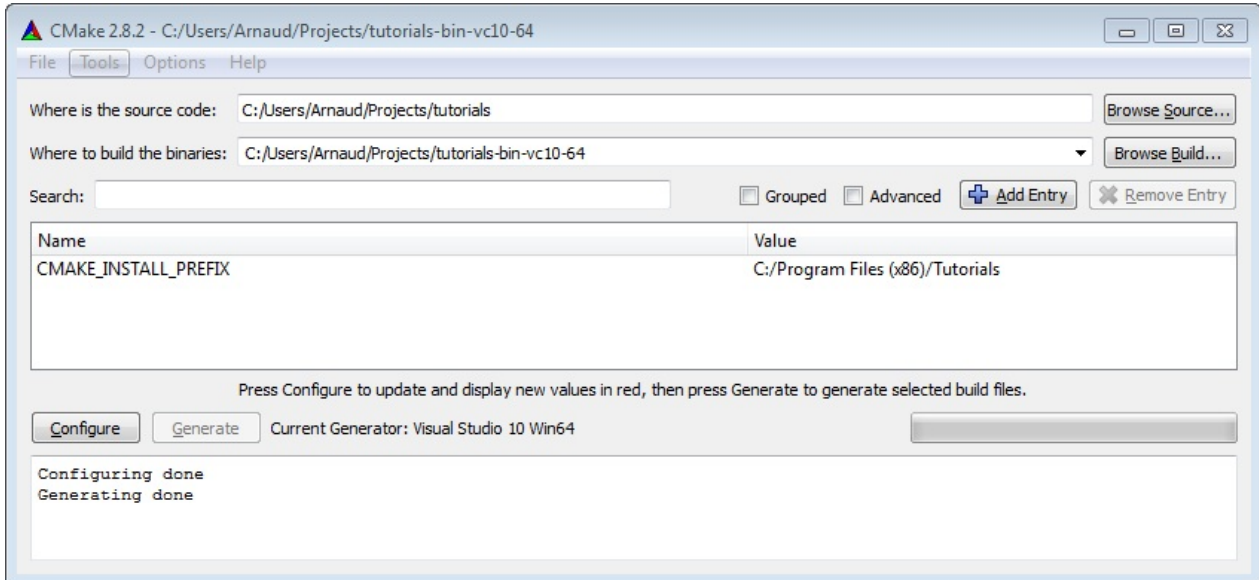 CMake 2.8.2 - C:/Users/Arnaud/Projects/tutorials-bin-vc10-64
File Tools Options Help
Where is the source code: C:/Users/Arnaud/Projects/tutorials Browse Source...
Where to build the binaries: C:/Users/Arnaud/Projects/tutorials-bin-vc10-64 Browse Build...
Search: Grouped Advanced Add Entry Remove Entry
Name Value
CMAKE_INSTALL_PREFIX C:/Program Files (x86)/Tutorials
Press Configure to update and display new values in red, then press Generate to generate selected build files.
Configure Generate Current Generator: Visual Studio 10 Win64
Configuring done
Generating done